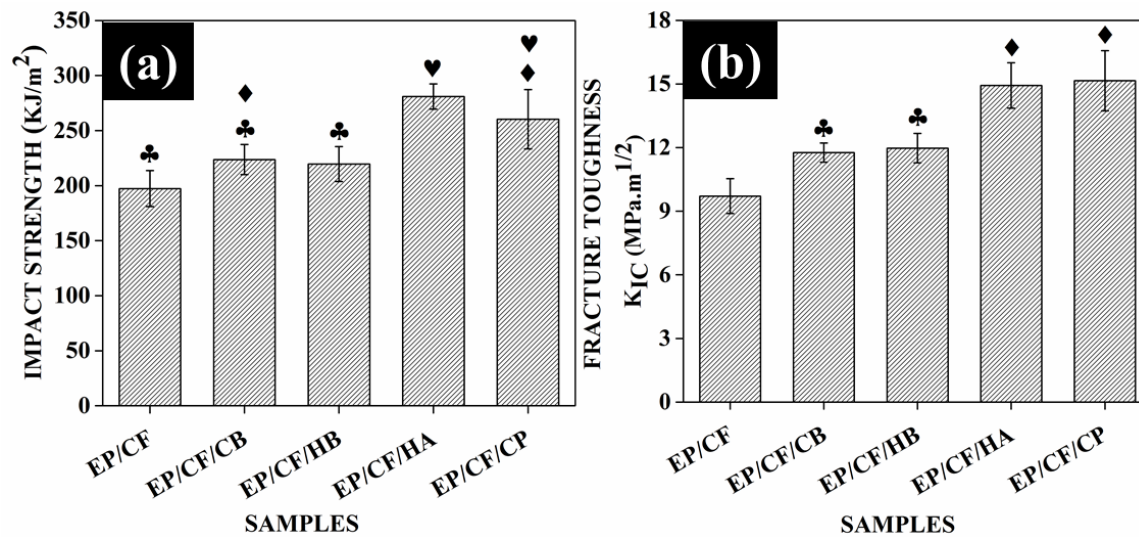 (a)
IMPACT STRENGTH (KJ/m²)
350
300
250
200
150
100
50
0
♥
♥
♦
♦
♣
♣
♣
EP/CF
EP/CF/CB
EP/CF/HB
EP/CF/HA
EP/CF/CP
SAMPLES
(b)
FRACTURE TOUGHNESS
K_IC (MPa.m^1/2)
18
15
12
9
6
3
0
♦
♦
♣
♣
EP/CF
EP/CF/CB
EP/CF/HB
EP/CF/HA
EP/CF/CP
SAMPLES